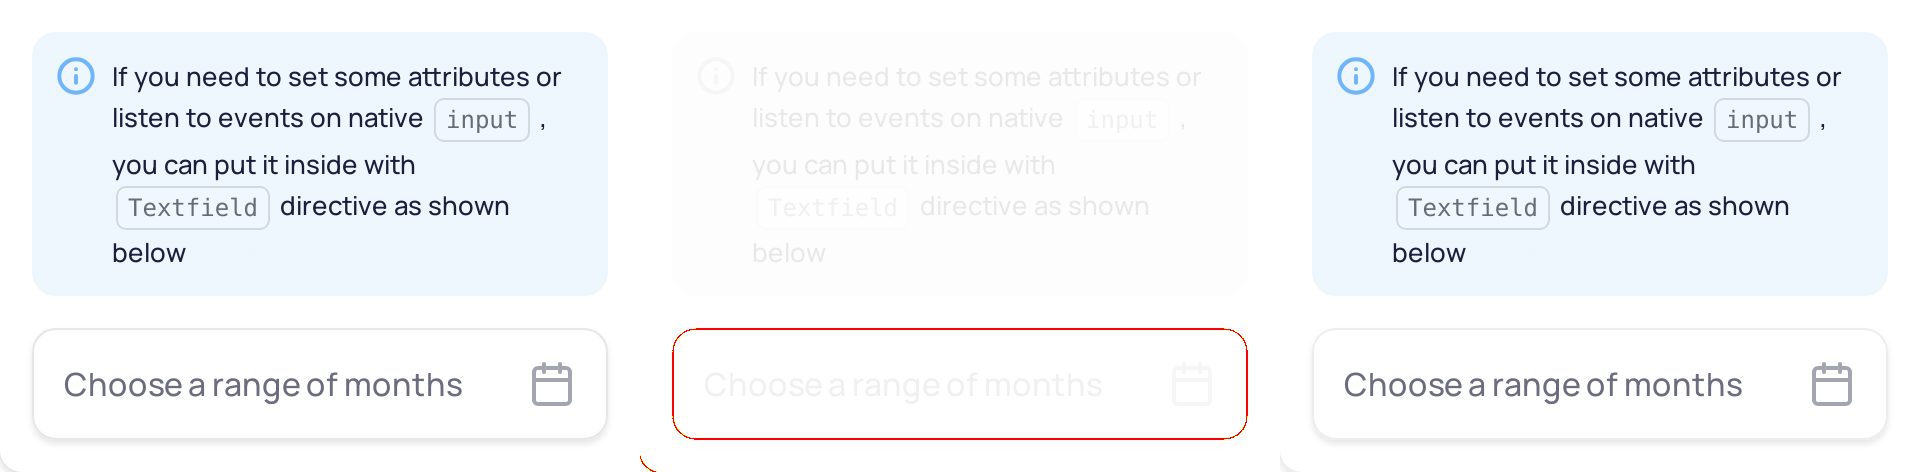 If you need to set some attributes or
listen to events on native input ,
you can put it inside with
Textfield directive as shown
below
Choose a range of months
If you need to set some attributes or
listen to events on native input ,
you can put it inside with
Textfield directive as shown
below
Choose a range of months
If you need to set some attributes or
listen to events on native input ,
you can put it inside with
Textfield directive as shown
below
Choose a range of months